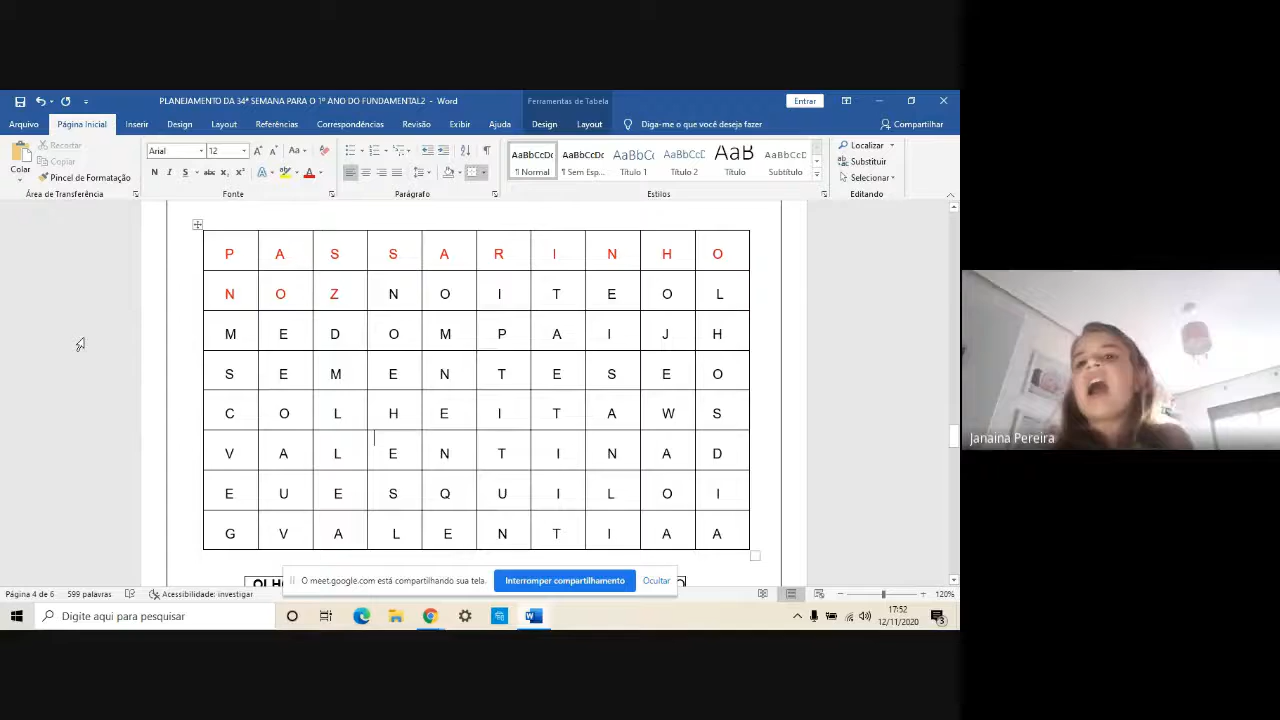 PLANEJAMENTO DA 34ª SEMANA PARA O 1º ANO DO FUNDAMENTAL2 - Word
Ferramentas de Tabela
Entrar
Arquivo Página Inicial Inserir Design Layout Referências Correspondências Revisão Exibir Ajuda Design Layout Diga-me o que você deseja fazer Compartilhar
Colar
Recortar
Copiar
Pincel de Formatação
Área de Transferência
Arial 12
Fonte
Parágrafo
AaBbCcDc AaBbCcDc AaBbCc AaBbCcC AaB AaBbCcC
¶ Normal ¶ Sem Esp... Título 1 Título 2 Título Subtítulo
Estilos
Localizar
Substituir
Selecionar
Editando
P A S S A R I N H O
N O Z N O I T E O L
M E D O M P A I J H
S E M E N T E S E O
C O L H E I T A W S
V A L E N T I N A D
E U E S Q U I L O I
G V A L E N T I A A
O meet.google.com está compartilhando sua tela.
Interromper compartilhamento
Ocultar
Janaina Pereira
Página 4 de 6 599 palavras Acessibilidade: investigar 120%
Digite aqui para pesquisar
17:52
12/11/2020
3